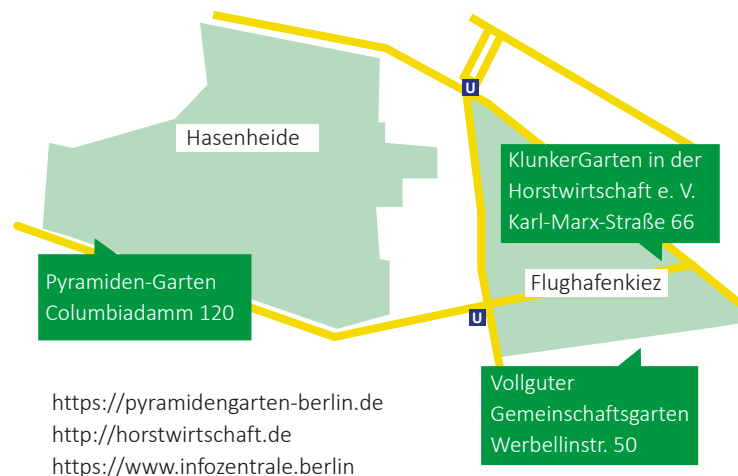 U
Hasenheide
KlunkerGarten in der
Horstwirtschaft e. V.
Karl-Marx-Straße 66
Pyramiden-Garten
Columbiadamm 120
Flughafenkiez
U
Vollguter
Gemeinschaftsgarten
Werbellinstr. 50
https://pyramidengarten-berlin.de
http://horstwirtschaft.de
https://www.infozentrale.berlin